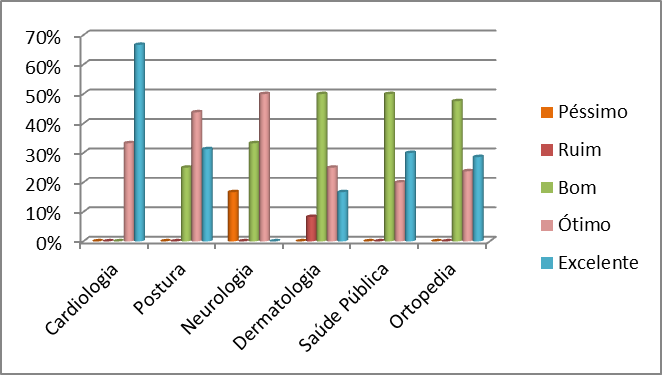 70%
60%
50%
40%
30%
20%
10%
0%
Cardiologia
Postura
Neurologia
Dermatologia
Saúde Pública
Ortopedia
Péssimo
Ruim
Bom
Ótimo
Excelente